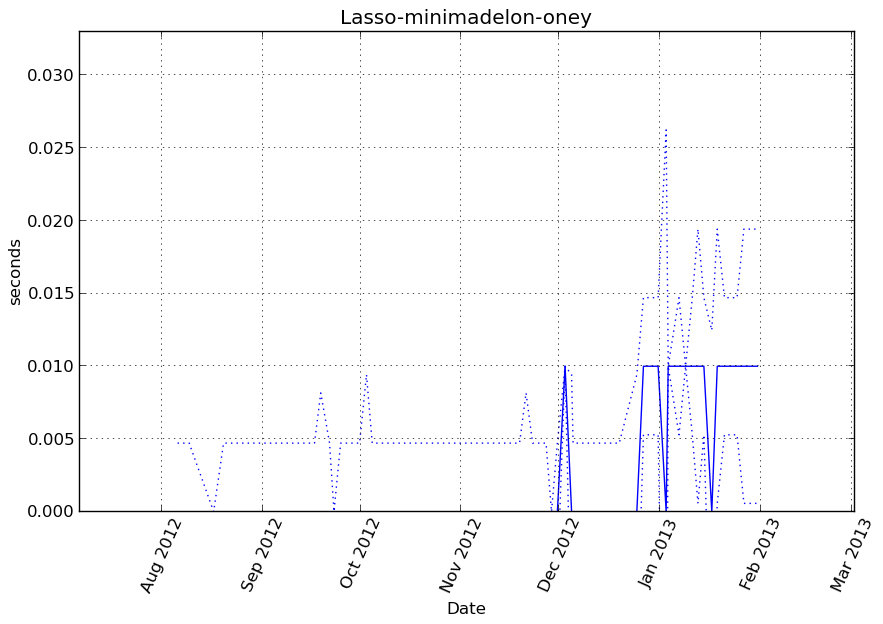 Lasso-minimadelon-oney
0.030
0.025
0.020
0.015
0.010
0.005
0.000
seconds
Aug 2012
Sep 2012
Oct 2012
Nov 2012
Dec 2012
Jan 2013
Feb 2013
Mar 2013
Date